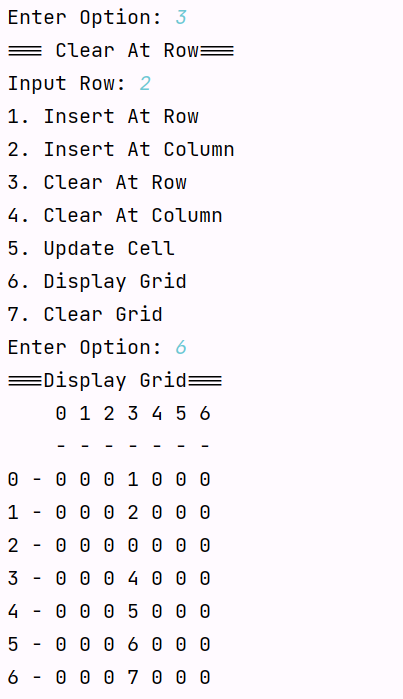 Enter Option: 3
=== Clear At Row===
Input Row: 2
1. Insert At Row
2. Insert At Column
3. Clear At Row
4. Clear At Column
5. Update Cell
6. Display Grid
7. Clear Grid
Enter Option: 6
===Display Grid===
    0 1 2 3 4 5 6
    - - - - - - -
0 - 0 0 0 1 0 0 0
1 - 0 0 0 2 0 0 0
2 - 0 0 0 0 0 0 0
3 - 0 0 0 4 0 0 0
4 - 0 0 0 5 0 0 0
5 - 0 0 0 6 0 0 0
6 - 0 0 0 7 0 0 0